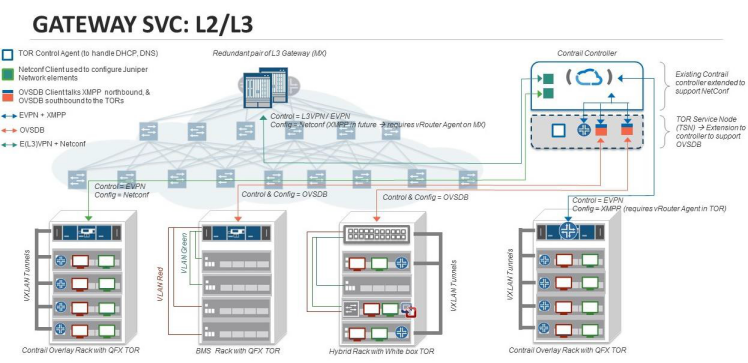 GATEWAY SVC: L2/L3
TOR Control Agent (to handle DHCP, DNS)
Netconf Client used to configure Juniper
Network elements
OVSDB Client talks XMPP northbound, &
OVSDB southbound to the TORs
EVPN + XMPP
OVSDB
E(L3)VPN + Netconf
Redundant pair of L3 Gateway (MX)
Contrail Controller
Existing Contrail
controller extended to
support NetConf
Control = L3VPN / EVPN
Config = Netconf (XMPP in future → requires vRouter Agent on MX)
TOR Service Node
(TSN) → Extension to
controller to support
OVSDB
Control = EVPN
Config = Netconf
Control & Config = OVSDB
Control & Config = OVSDB
Control = EVPN
Config = XMPP (requires vRouter Agent in TOR)
VXLAN Tunnels
VLAN Red
VLAN Green
VXLAN Tunnels
VXLAN Tunnels
Contrail Overlay Rack with QFX TOR
BMS Rack with QFX TOR
Hybrid Rack with White box TOR
Contrail Overlay Rack with QFX TOR